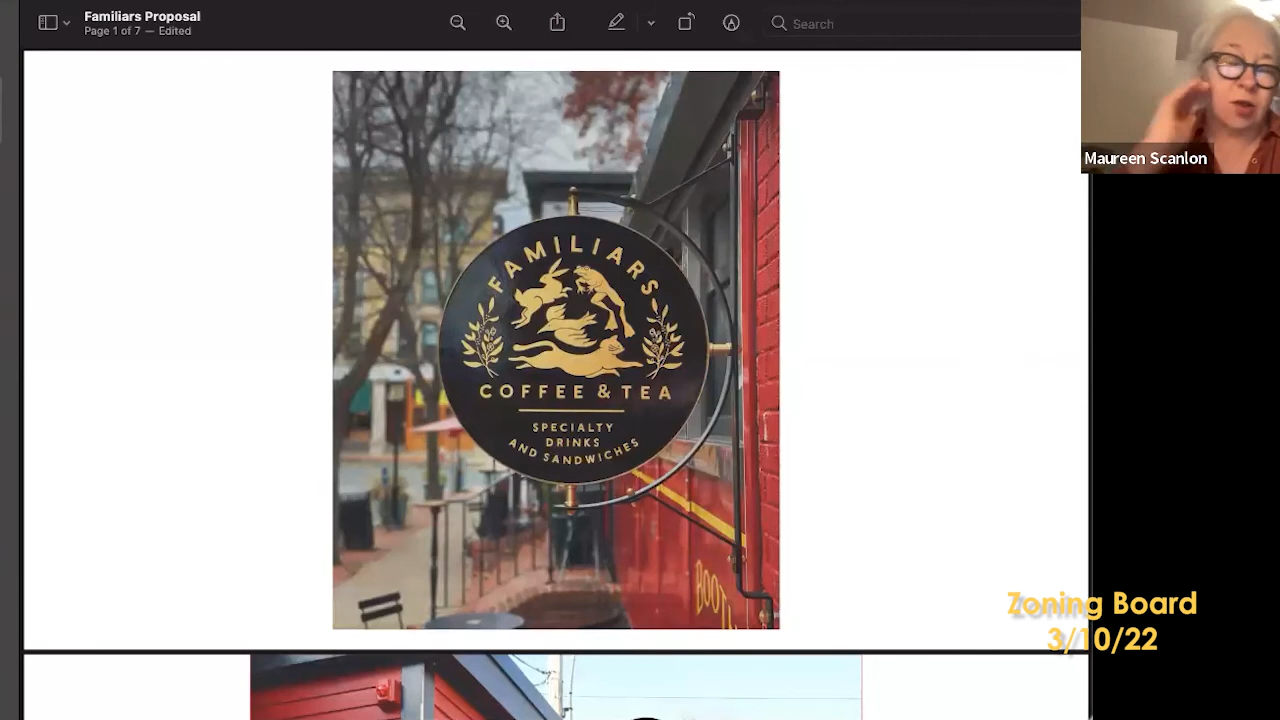 Familiars Proposal
Page 1 of 7 — Edited
Search
Maureen Scanlon
FAMILIARS
COFFEE & TEA
SPECIALTY
DRINKS
AND SANDWICHES
BOOTH
Zoning Board
3/10/22